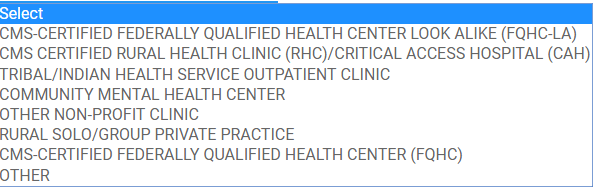 Select
CMS-CERTIFIED FEDERALLY QUALIFIED HEALTH CENTER LOOK ALIKE (FQHC-LA)
CMS CERTIFIED RURAL HEALTH CLINIC (RHC)/CRITICAL ACCESS HOSPITAL (CAH)
TRIBAL/INDIAN HEALTH SERVICE OUTPATIENT CLINIC
COMMUNITY MENTAL HEALTH CENTER
OTHER NON-PROFIT CLINIC
RURAL SOLO/GROUP PRIVATE PRACTICE
CMS-CERTIFIED FEDERALLY QUALIFIED HEALTH CENTER (FQHC)
OTHER